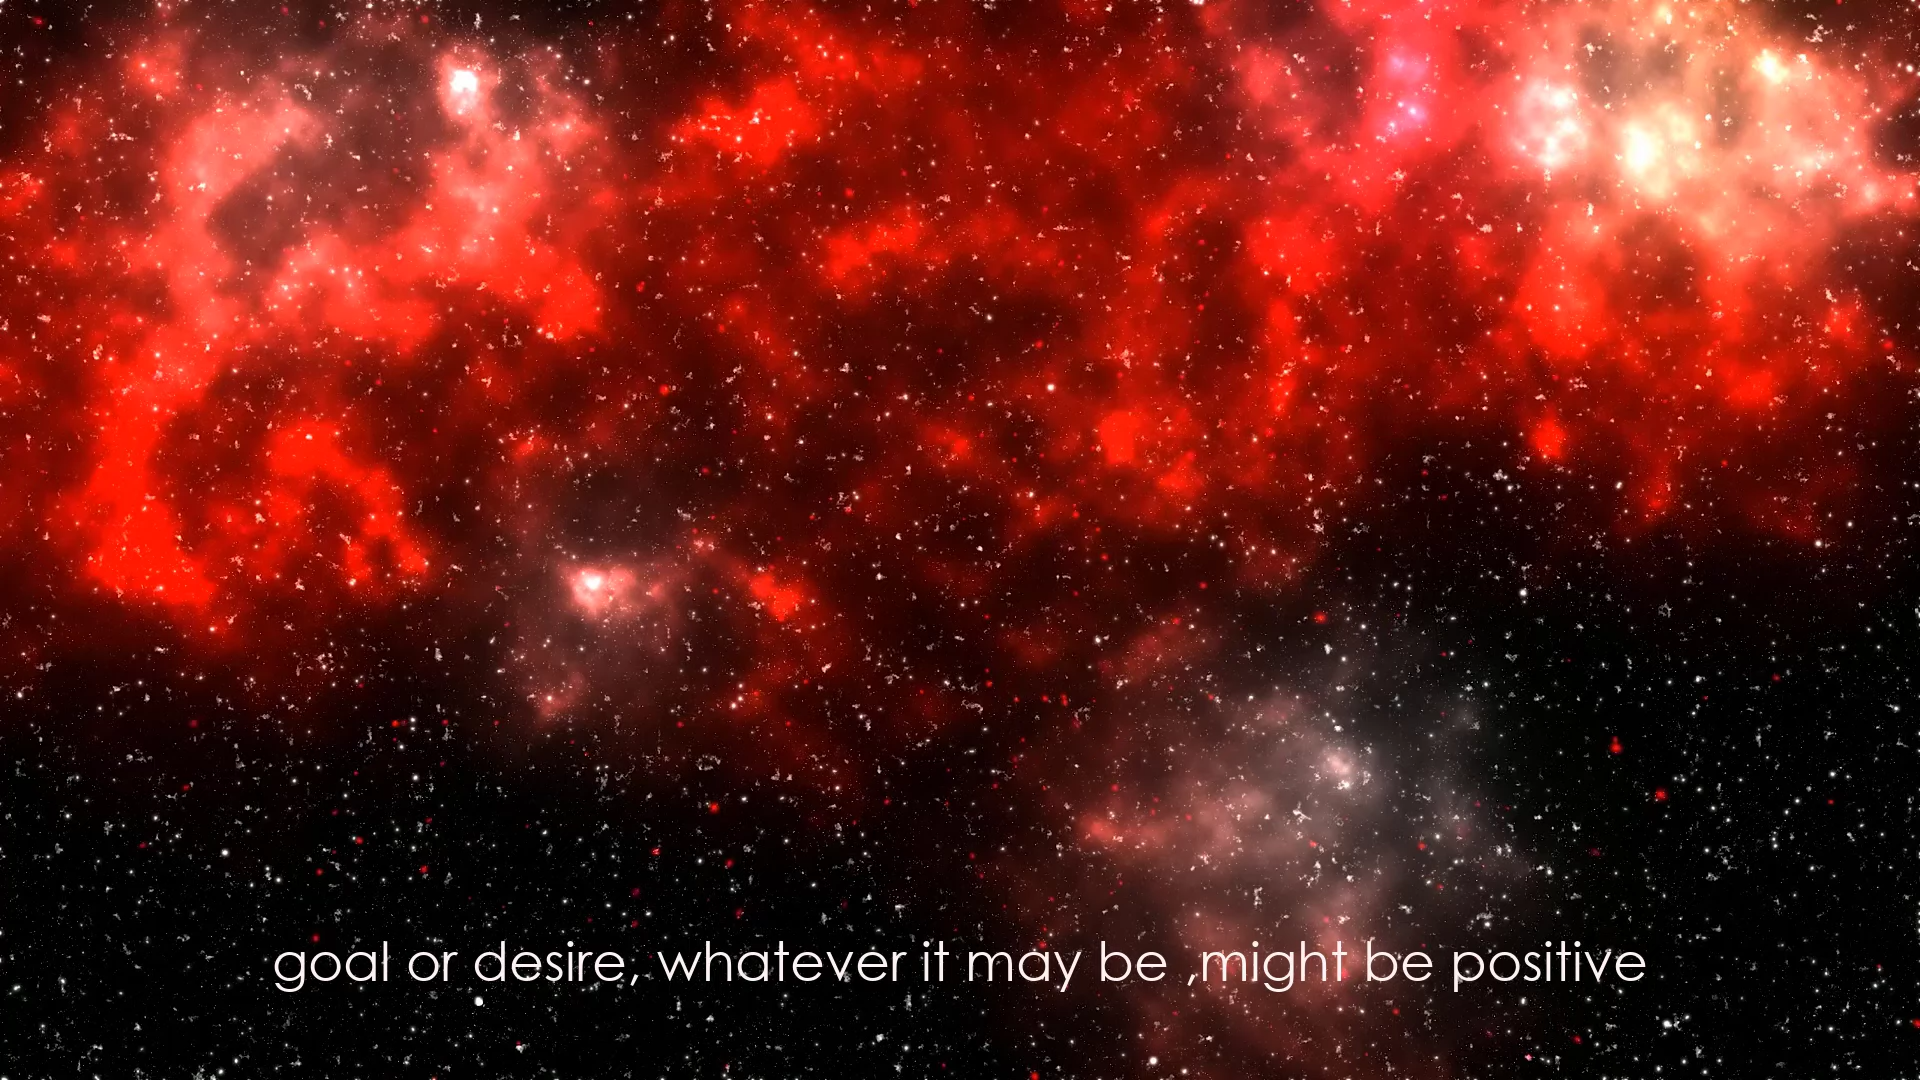 goal or desire, whatever it may be ,might be positive